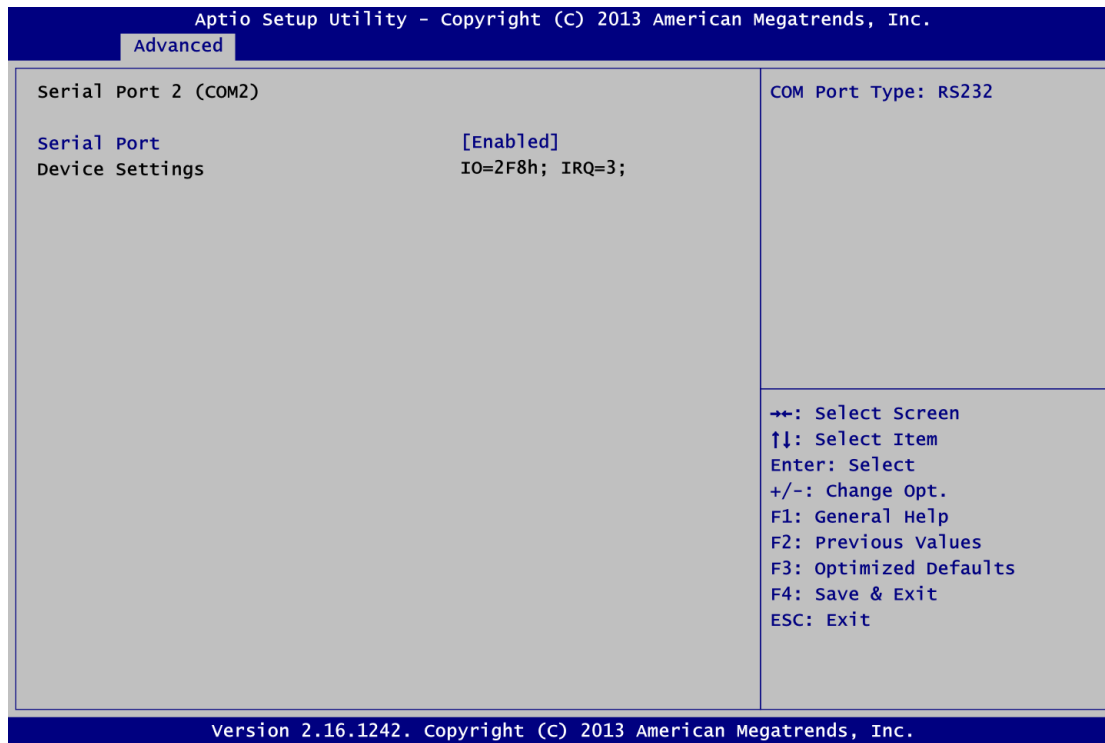 Aptio Setup Utility - Copyright (C) 2013 American Megatrends, Inc.
Advanced
Serial Port 2 (COM2)
Serial Port [Enabled]
Device Settings IO=2F8h; IRQ=3;
COM Port Type: RS232
→←: Select Screen
↑↓: Select Item
Enter: Select
+/-: Change Opt.
F1: General Help
F2: Previous Values
F3: Optimized Defaults
F4: Save & Exit
ESC: Exit
Version 2.16.1242. Copyright (C) 2013 American Megatrends, Inc.